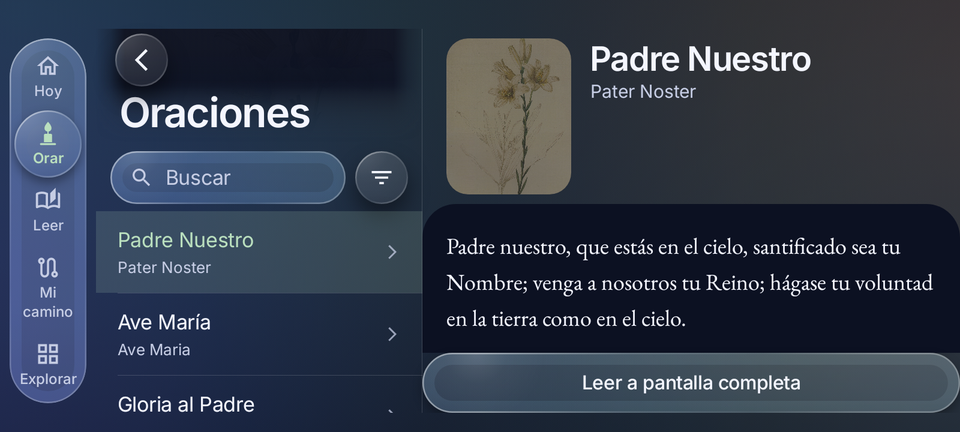 Hoy
Orar
Leer
Mi
camino
Explorar
Oraciones
Buscar
Padre Nuestro
Pater Noster
Ave María
Ave Maria
Gloria al Padre
Padre Nuestro
Pater Noster
Padre nuestro, que estás en el cielo, santificado sea tu
Nombre; venga a nosotros tu Reino; hágase tu voluntad
en la tierra como en el cielo.
Leer a pantalla completa